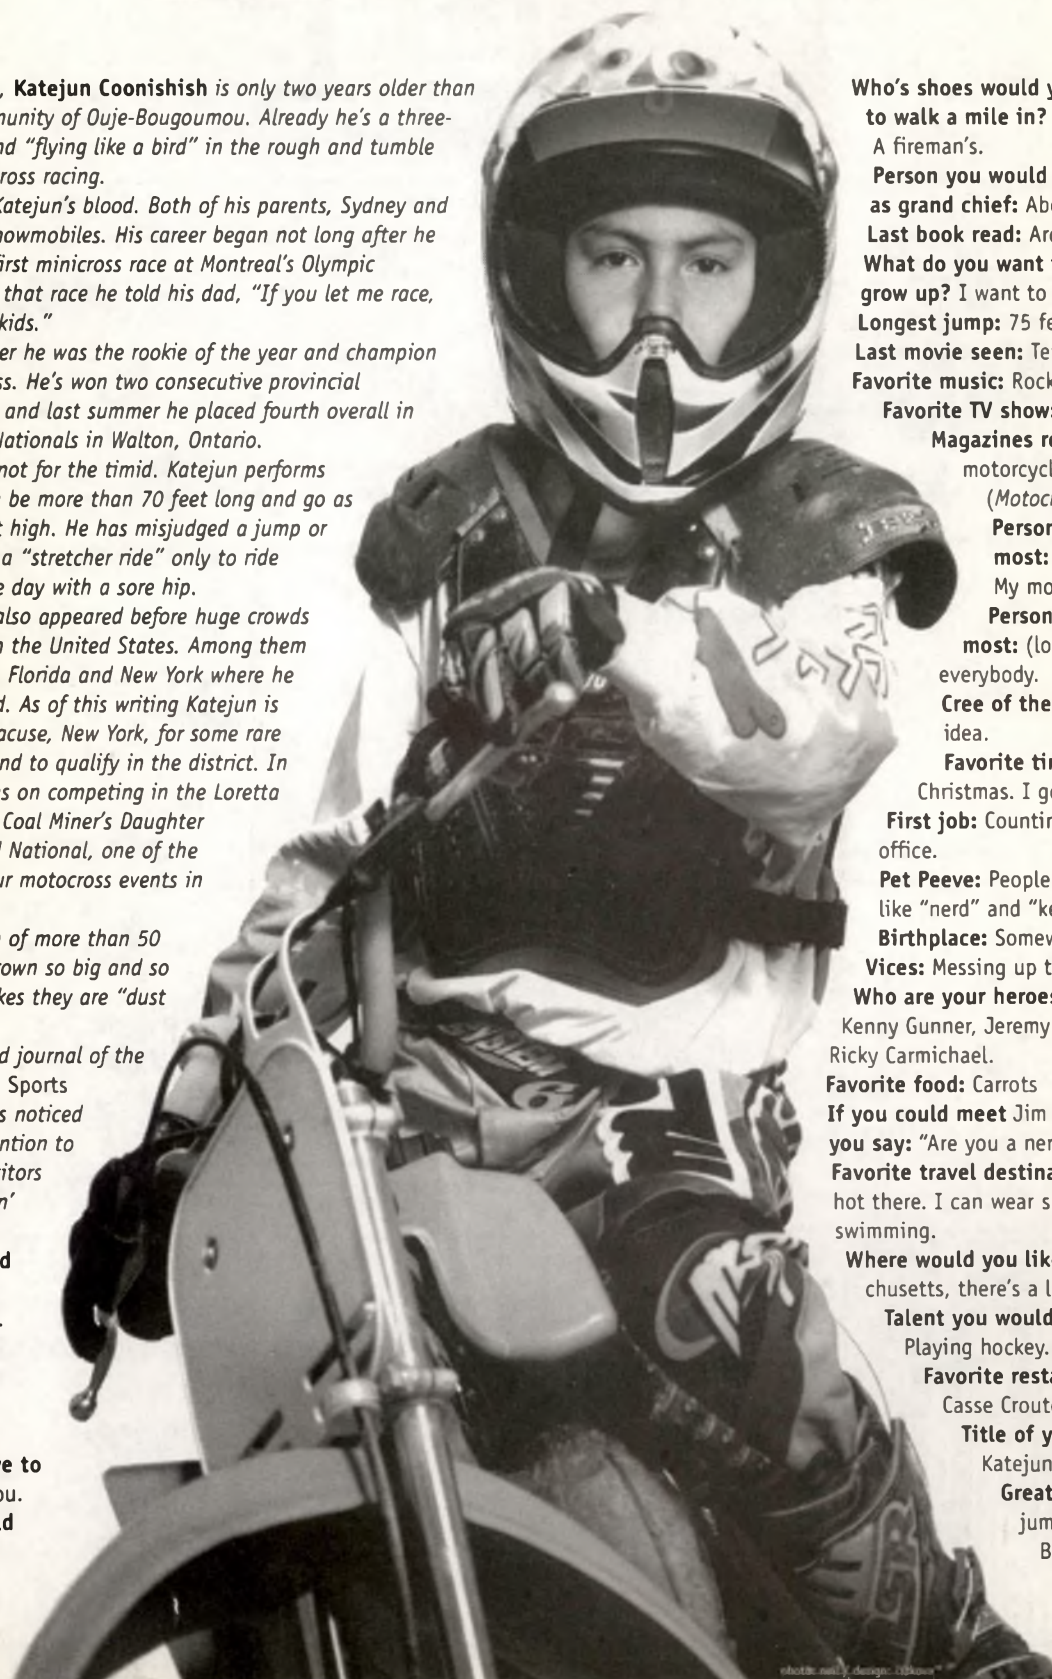 , Katejun Coonishish is only two years older than
munity of Ouje-Bougoumou. Already he's a three-
nd "flying like a bird" in the rough and tumble
ross racing.
Katejun's blood. Both of his parents, Sydney and
nowmobiles. His career began not long after he
first minicross race at Montreal's Olympic
that race he told his dad, "If you let me race,
kids."
er he was the rookie of the year and champion
ss. He's won two consecutive provincial
and last summer he placed fourth overall in
Nationals in Walton, Ontario.
not for the timid. Katejun performs
be more than 70 feet long and go as
t high. He has misjudged a jump or
a "stretcher ride" only to ride
e day with a sore hip.
also appeared before huge crowds
n the United States. Among them
Florida and New York where he
d. As of this writing Katejun is
acuse, New York, for some rare
nd to qualify in the district. In
s on competing in the Loretta
Coal Miner's Daughter
l National, one of the
ur motocross events in
of more than 50
rown so big and so
kes they are "dust
d journal of the
Sports
s noticed
ntion to
itors
n'
d
.
e to
ou.
d
Who's shoes would y
to walk a mile in?
A fireman's.
Person you would
as grand chief: Abe
Last book read: Are
What do you want t
grow up? I want to
Longest jump: 75 fe
Last movie seen: Te
Favorite music: Rock
Favorite TV show:
Magazines re
motorcycl
(Motoc
Person
most:
My mo
Person
most: (lo
everybody.
Cree of the
idea.
Favorite tin
Christmas. I ge
First job: Countin
office.
Pet Peeve: People
like "nerd" and "ke
Birthplace: Somew
Vices: Messing up t
Who are your heroes
Kenny Gunner, Jeremy
Ricky Carmichael.
Favorite food: Carrots
If you could meet Jim
you say: "Are you a ner
Favorite travel destina
hot there. I can wear s
swimming.
Where would you lik
chusetts, there's a l
Talent you would
Playing hockey.
Favorite resta
Casse Croute
Title of y
Katejun
Great
jum
B
photo: neil design: